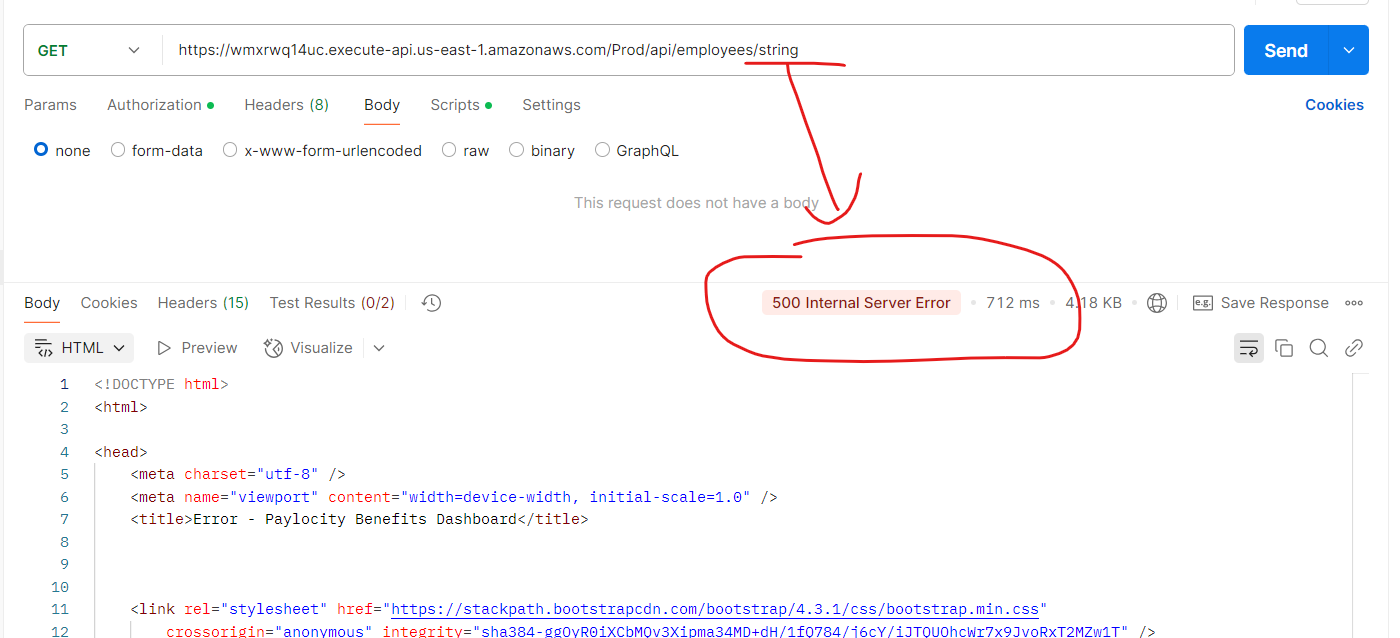 GET https://wmxrwq14uc.execute-api.us-east-1.amazonaws.com/Prod/api/employees/string Send
Params Authorization Headers (8) Body Scripts Settings Cookies
none form-data x-www-form-urlencoded raw binary GraphQL
This request does not have a body
Body Cookies Headers (15) Test Results (0/2) 500 Internal Server Error 712 ms 4.18 KB e.g. Save Response
HTML Preview Visualize
1 <!DOCTYPE html>
2 <html>
3
4 <head>
5 <meta charset="utf-8" />
6 <meta name="viewport" content="width=device-width, initial-scale=1.0" />
7 <title>Error - Paylocity Benefits Dashboard</title>
8
9
10
11 <link rel="stylesheet" href="https://stackpath.bootstrapcdn.com/bootstrap/4.3.1/css/bootstrap.min.css"
12 crossorigin="anonymous" integrity="sha384-ggOyR0iXCbMQv3Xipma34MD+dH/1fQ784/j6cY/iJTQUOhcWr7x9JvoRxT2MZw1T" />